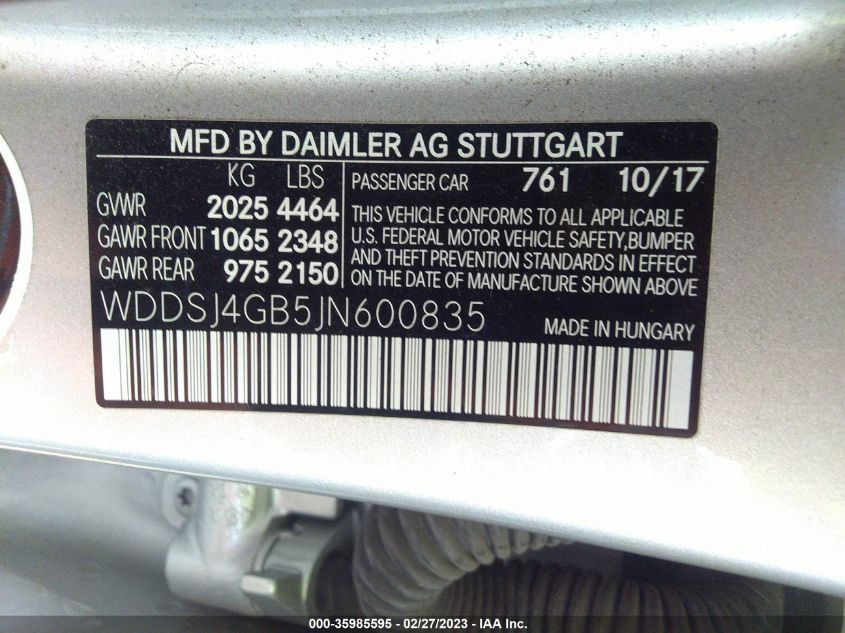 MFD BY DAIMLER AG STUTTGART
KG LBS
GVWR 2025 4464
GAWR FRONT 1065 2348
GAWR REAR 975 2150
PASSENGER CAR 761 10/17
THIS VEHICLE CONFORMS TO ALL APPLICABLE
U.S. FEDERAL MOTOR VEHICLE SAFETY,BUMPER
AND THEFT PREVENTION STANDARDS IN EFFECT
ON THE DATE OF MANUFACTURE SHOWN ABOVE
WDDSJ4GB5JN600835
MADE IN HUNGARY
000-35985595 - 02/27/2023 - IAA Inc.